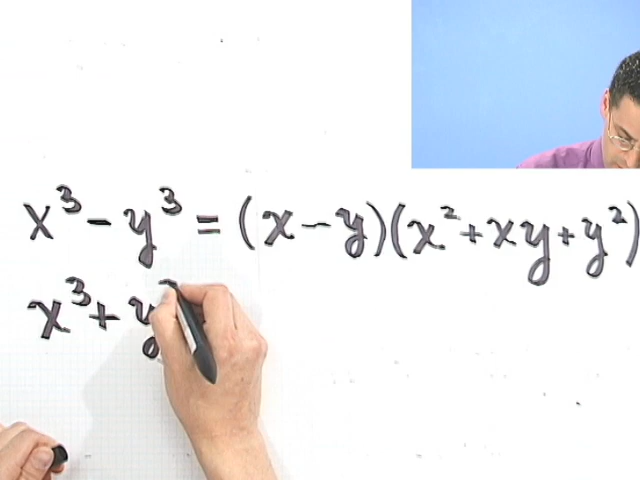 x³ - y³ = (x - y)(x² + xy + y²)
x³ + y³